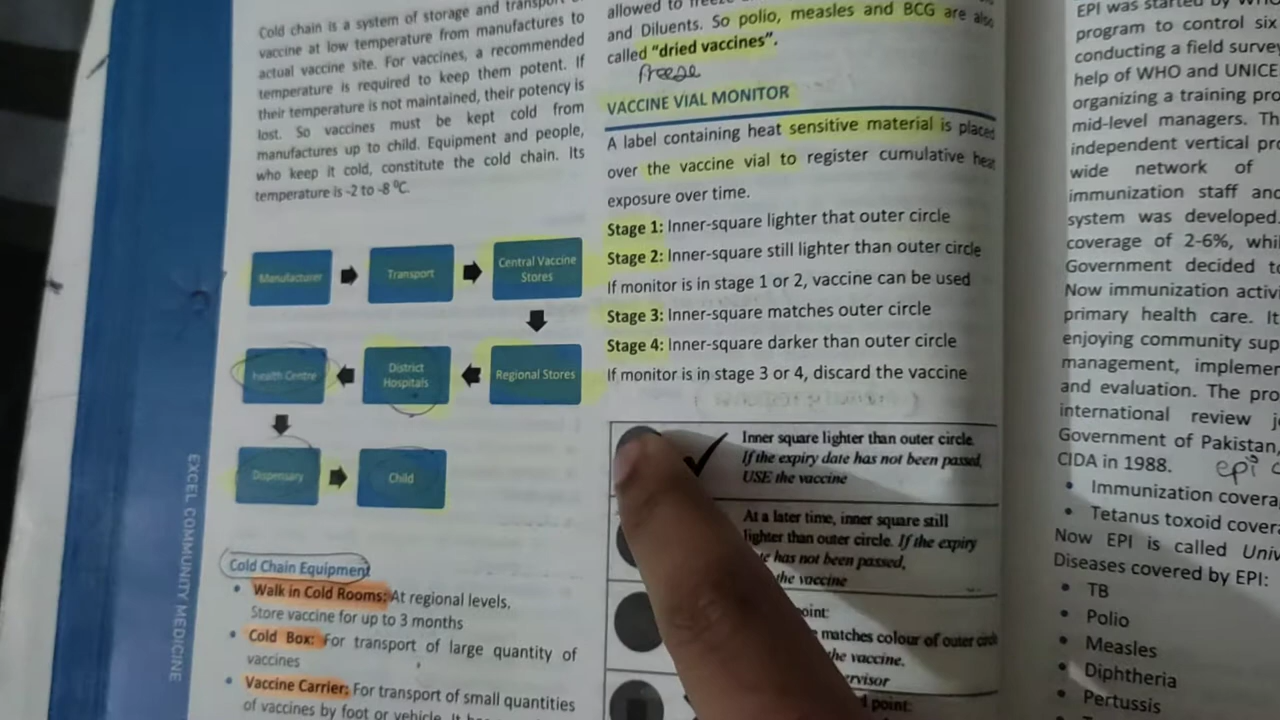 Cold chain is a system of storage and transport
vaccine at low temperature from manufactures to
actual vaccine site. For vaccines, a recommended
temperature is required to keep them potent. If
their temperature is not maintained, their potency is
lost. So vaccines must be kept cold from
manufactures up to child. Equipment and people,
who keep it cold, constitute the cold chain. Its
temperature is -2 to -8 ⁰C.
Manufacturer
Transport
Central Vaccine
Stores
Health Centre
District
Hospitals
Regional Stores
Dispensary
Child
Cold Chain Equipment
• Walk in Cold Rooms: At regional levels.
Store vaccine for up to 3 months
• Cold Box: For transport of large quantity of
vaccines
• Vaccine Carrier: For transport of small quantities
of vaccines by foot or vehicle. It
EXCEL COMMUNITY MEDICINE
allowed to freeze
and Diluents. So polio, measles and BCG are also
called "dried vaccines".
freeze
VACCINE VIAL MONITOR
A label containing heat sensitive material is placed
over the vaccine vial to register cumulative heat
exposure over time.
Stage 1: Inner-square lighter that outer circle
Stage 2: Inner-square still lighter than outer circle
If monitor is in stage 1 or 2, vaccine can be used
Stage 3: Inner-square matches outer circle
Stage 4: Inner-square darker than outer circle
If monitor is in stage 3 or 4, discard the vaccine
Inner square lighter than outer circle.
If the expiry date has not been passed,
USE the vaccine
At a later time, inner square still
lighter than outer circle. If the expiry
has not been passed,
the vaccine
point:
matches colour of outer circle
the vaccine.
point:
EPI was started by WHO
program to control six
conducting a field survey
help of WHO and UNICE
organizing a training pro
mid-level managers. Th
independent vertical pro
wide network of
immunization staff and
system was developed.
coverage of 2-6%, whil
Government decided to
Now immunization activi
primary health care. It
enjoying community sup
management, implemen
and evaluation. The pro
international review j
Government of Pakistan,
CIDA in 1988.
epi
• Immunization covera
• Tetanus toxoid cover
Now EPI is called Univ
Diseases covered by EPI:
• TB
• Polio
• Measles
• Diphtheria
• Pertussis